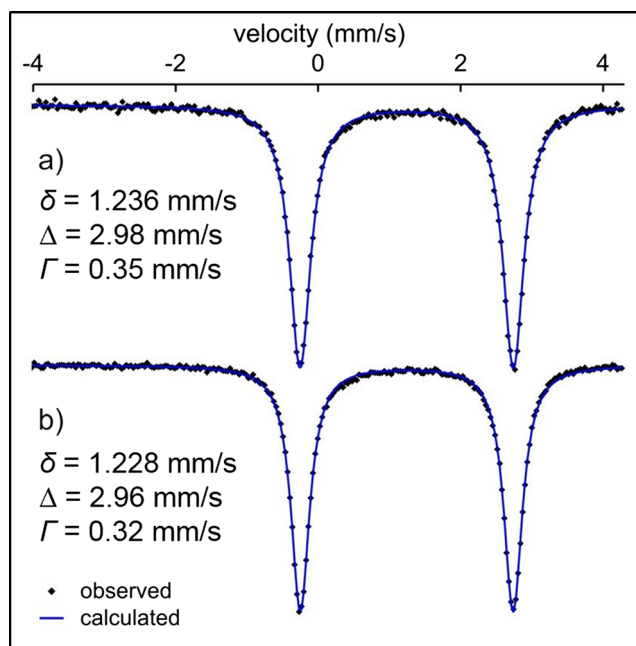 velocity (mm/s)
-4 -2 0 2 4
a)
δ = 1.236 mm/s
Δ = 2.98 mm/s
Γ = 0.35 mm/s
b)
δ = 1.228 mm/s
Δ = 2.96 mm/s
Γ = 0.32 mm/s
observed
calculated